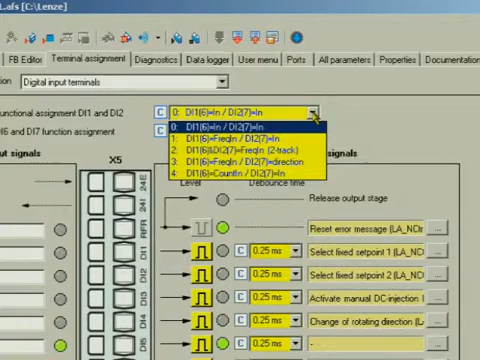 L.afs [C:\Lenze]
FB Editor Terminal assignment Diagnostics Data logger User menu Ports All parameters Properties Documentation
Digital input terminals
unctional assignment DI1 and DI2 C 0: DI1(6)=In / DI2(7)=In
DI6 and DI7 function assignment C
0: DI1(6)=In / DI2(7)=In
1: DI1(6)=FreqIn / DI2(7)=In
2: DI1(6)&DI2(7)=FreqIn (2-track)
3: DI1(6)=FreqIn / DI2(7)=direction
4: DI1(6)=CountIn / DI2(7)=In
ut signals X5 signals
Level Debounce time
24E Release output stage
24I
RFR Reset error message (LA_NCtr ...
DI1 C 0.25 ms Select fixed setpoint 1 (LA_NC ...
DI2 C 0.25 ms Select fixed setpoint 2 (LA_NC ...
DI3 C 0.25 ms Activate manual DC-injection ...
DI4 C 0.25 ms Change of rotating direction (L ...
DI5 C 0.25 ms - ...